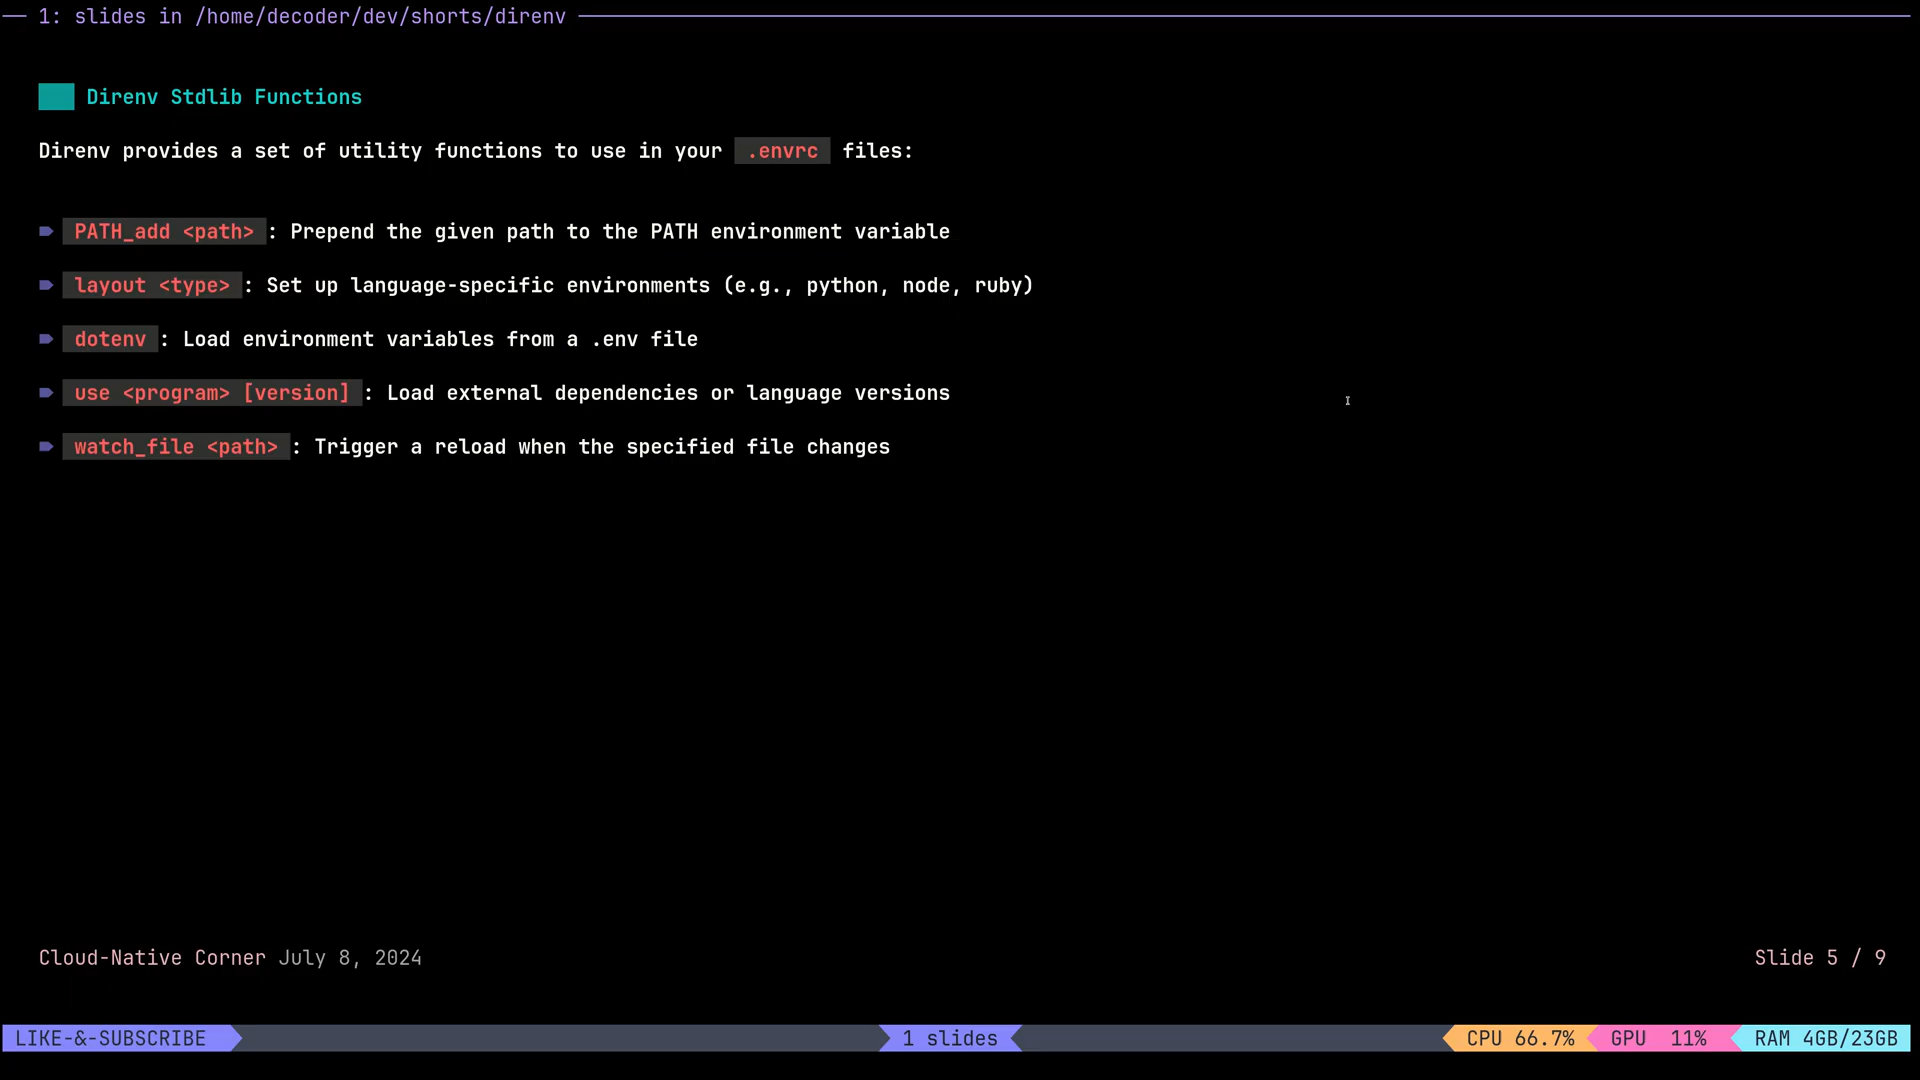 1: slides in /home/decoder/dev/shorts/direnv
Direnv Stdlib Functions
Direnv provides a set of utility functions to use in your .envrc files:
PATH_add <path> : Prepend the given path to the PATH environment variable
layout <type> : Set up language-specific environments (e.g., python, node, ruby)
dotenv : Load environment variables from a .env file
use <program> [version] : Load external dependencies or language versions
watch_file <path> : Trigger a reload when the specified file changes
Cloud-Native Corner July 8, 2024
Slide 5 / 9
LIKE-&-SUBSCRIBE
1 slides
CPU 66.7%
GPU 11%
RAM 4GB/23GB